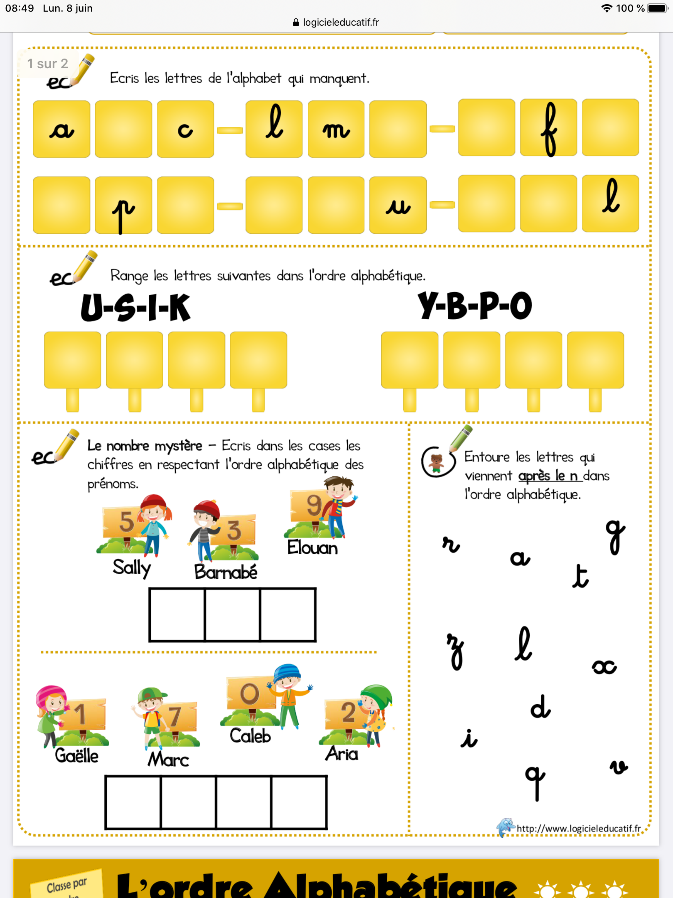 08:49 Lun. 8 juin 100 %
logicieleducatif.fr
1 sur 2
ec Ecris les lettres de l'alphabet qui manquent.
a c l m f
p u l
ec Range les lettres suivantes dans l'ordre alphabétique.
U-S-I-K Y-B-P-O
ec Le nombre mystère – Ecris dans les cases les
chiffres en respectant l'ordre alphabétique des
prénoms.
5 3 9
Sally Barnabé Elouan
1 7 0 2
Gaëlle Marc Caleb Aria
Entoure les lettres qui
viennent après le n dans
l'ordre alphabétique.
g
r a
t
z l
x
d
i
q v
http://www.logicieleducatif.fr
Classe par
L'ordre Alphabétique